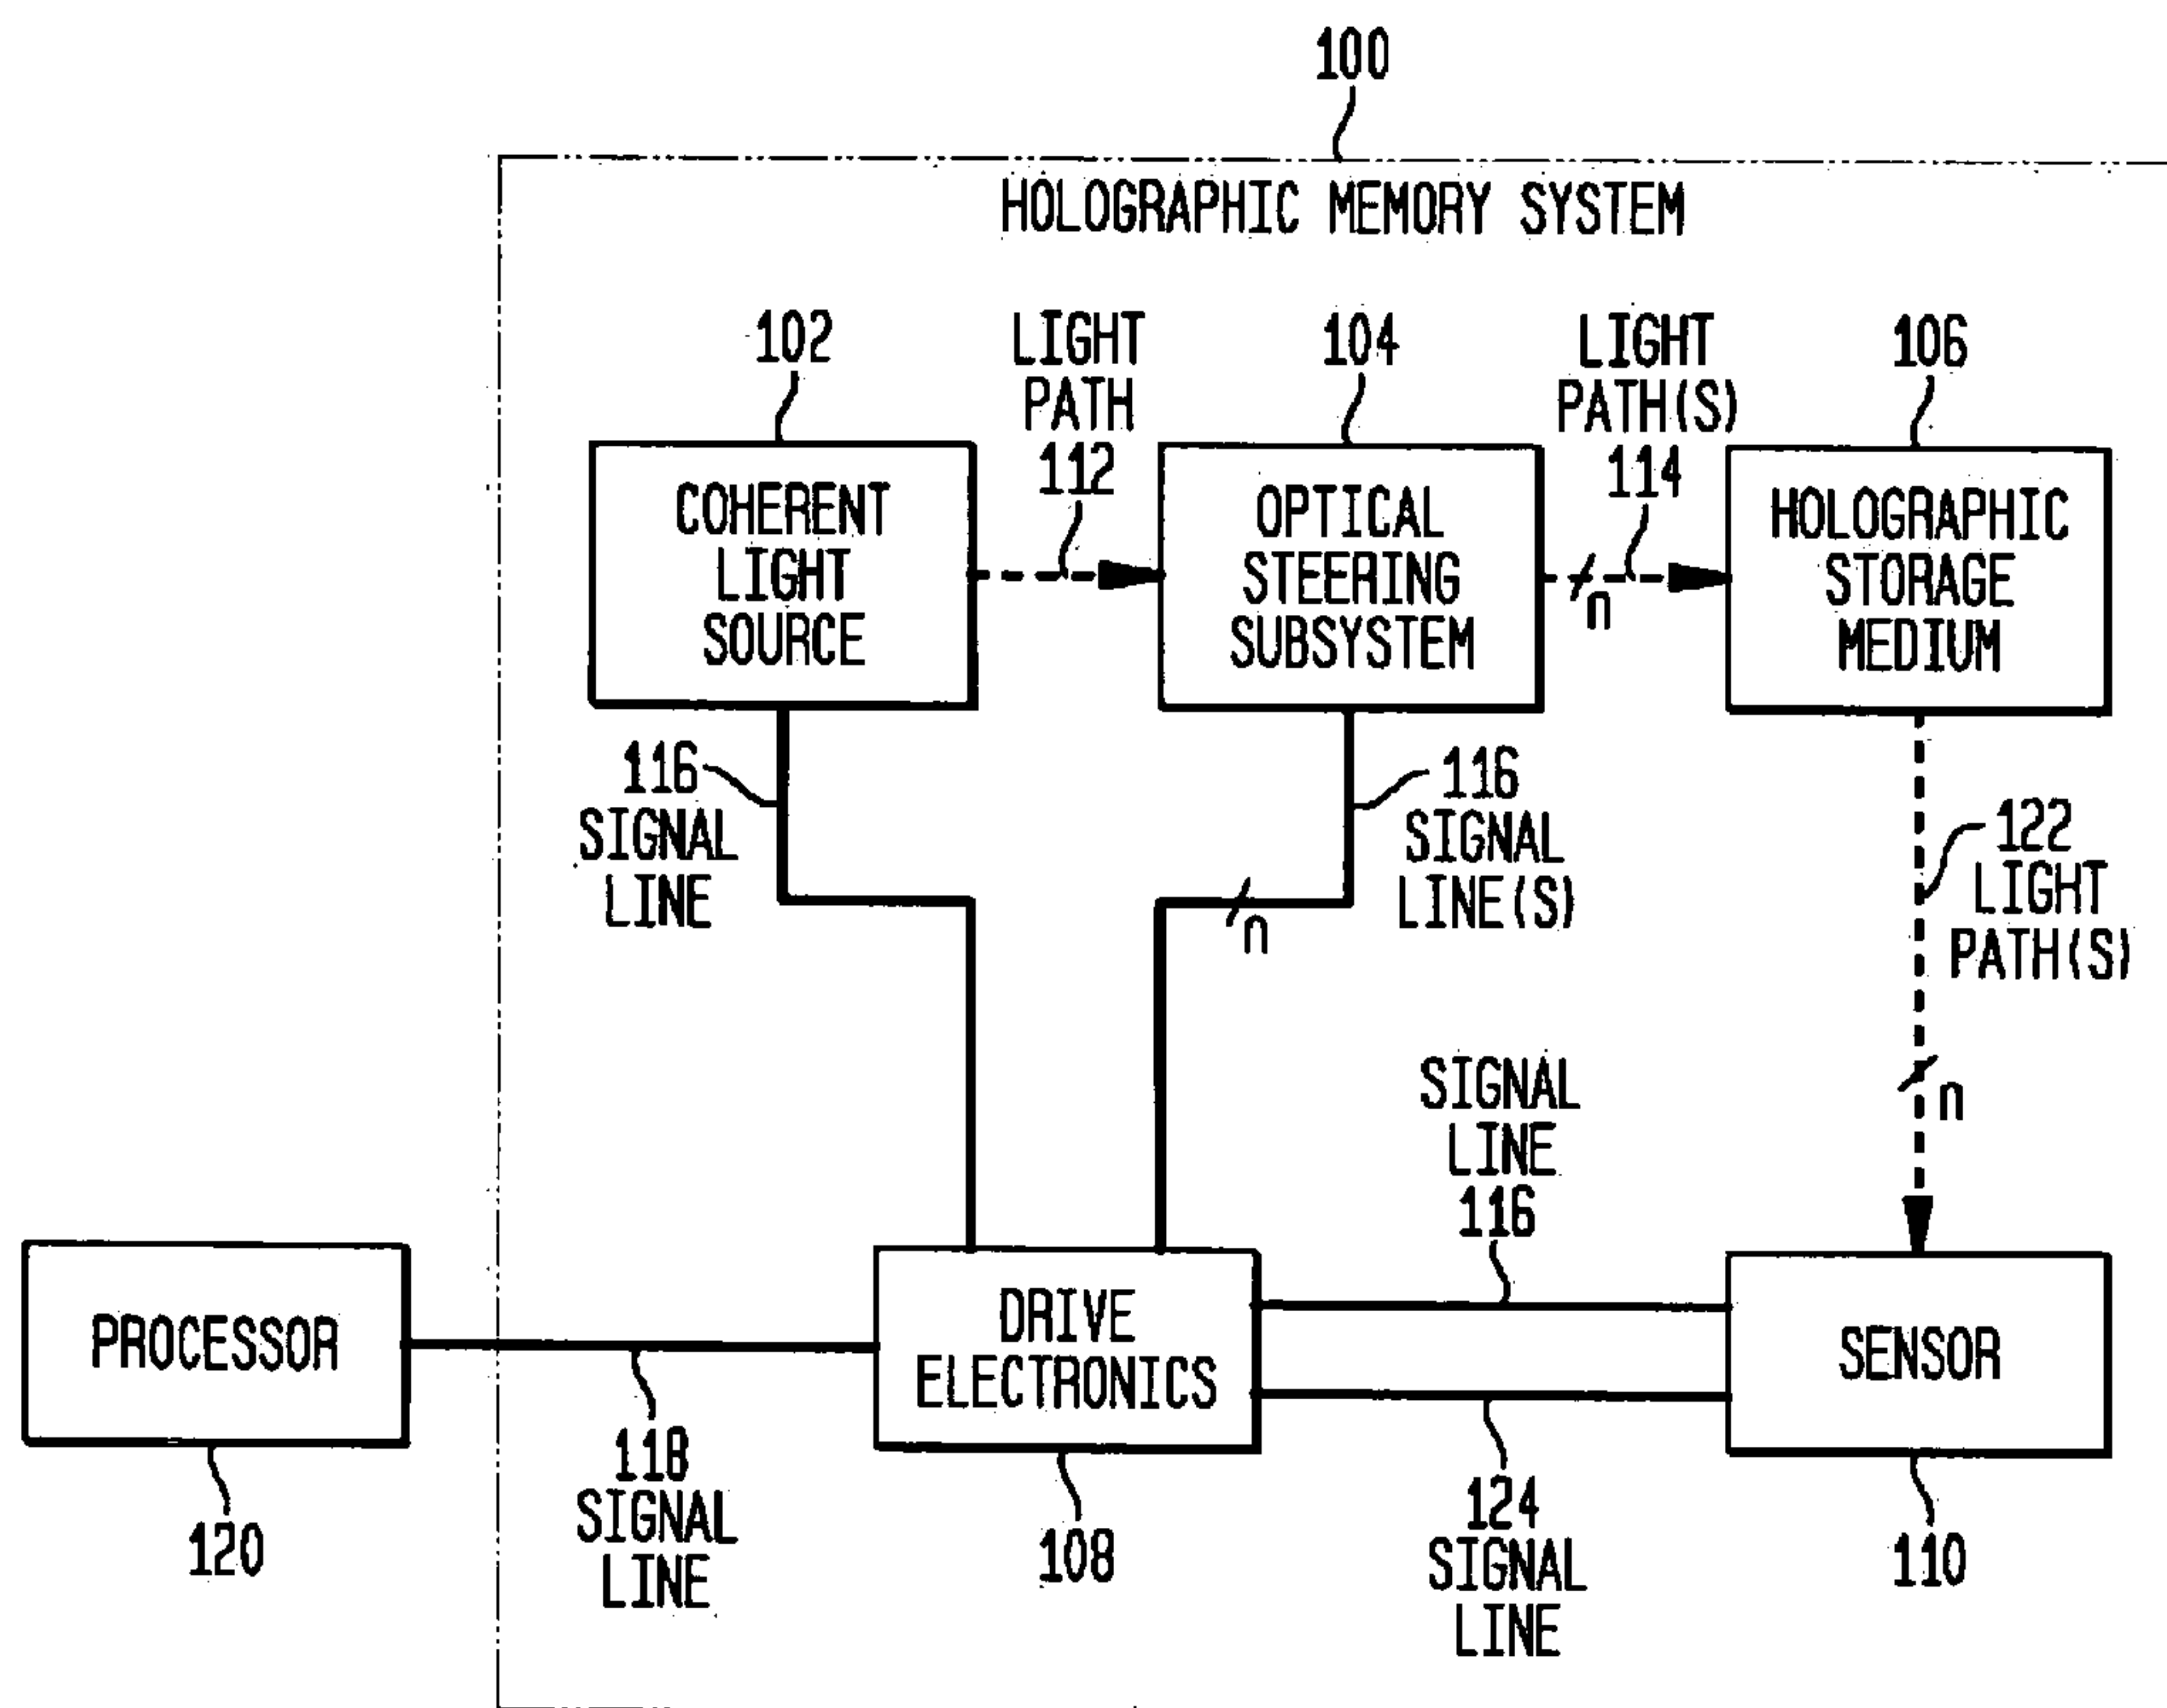 100
HOLOGRAPHIC MEMORY SYSTEM
102
LIGHT
PATH
112
104
LIGHT
PATH(S)
114
106
COHERENT
LIGHT
SOURCE
OPTICAL
STEERING
SUBSYSTEM
n
HOLOGRAPHIC
STORAGE
MEDIUM
116
SIGNAL
LINE
116
SIGNAL
LINE(S)
n
122
LIGHT
PATH(S)
n
SIGNAL
LINE
116
PROCESSOR
DRIVE
ELECTRONICS
SENSOR
120
118
SIGNAL
LINE
108
124
SIGNAL
LINE
110